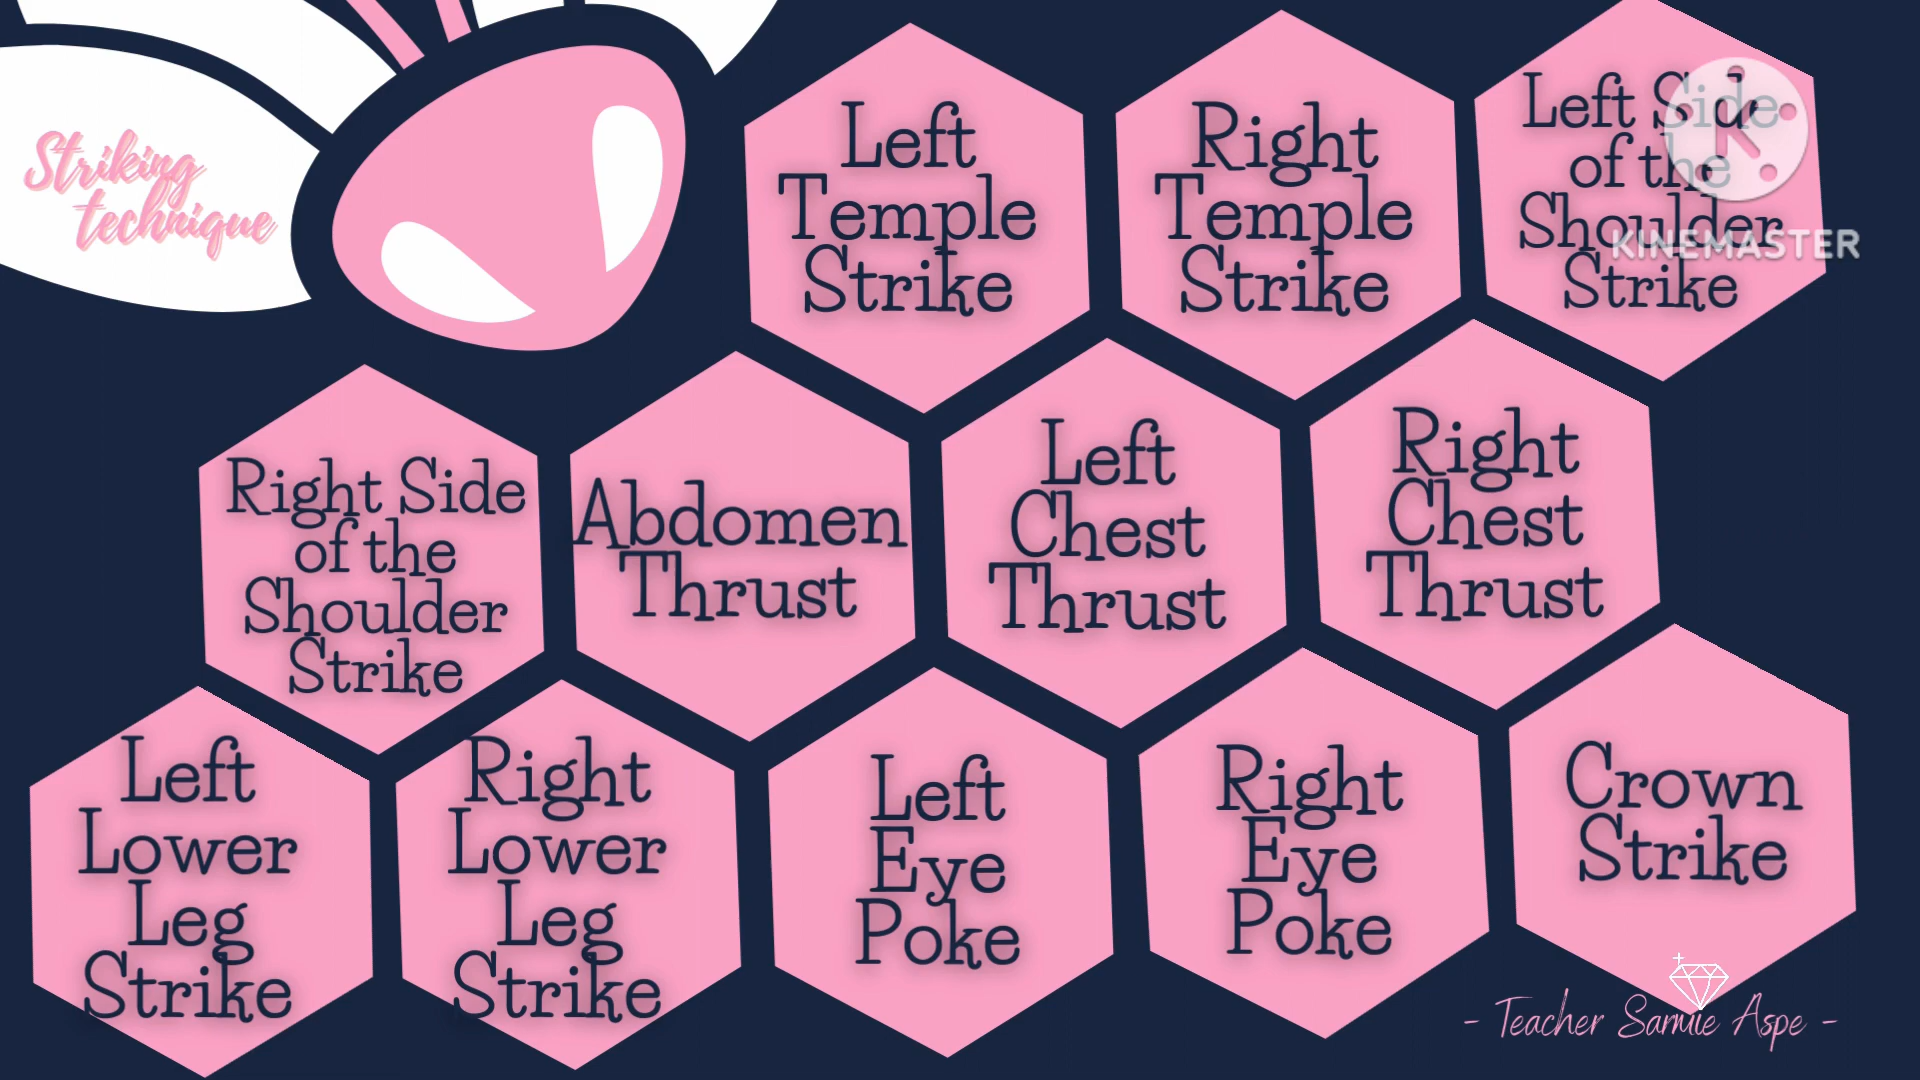 Striking
technique
Left
Temple
Strike
Right
Temple
Strike
Left Side
of the
Shoulder
Strike
KINEMASTER
Right Side
of the
Shoulder
Strike
Abdomen
Thrust
Left
Chest
Thrust
Right
Chest
Thrust
Left
Lower
Leg
Strike
Right
Lower
Leg
Strike
Left
Eye
Poke
Right
Eye
Poke
Crown
Strike
- Teacher Sarmie Aspe -